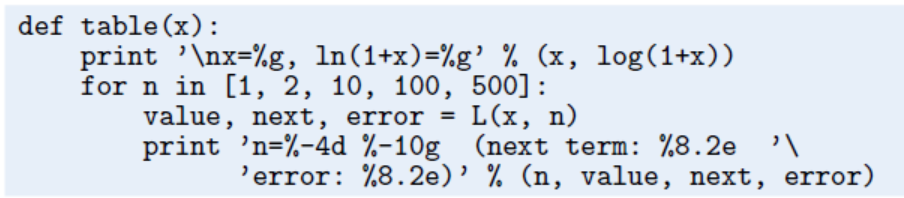 def table(x):
    print ’\nx=%g, ln(1+x)=%g’ % (x, log(1+x))
    for n in [1, 2, 10, 100, 500]:
        value, next, error = L(x, n)
        print ’n=%-4d %-10g  (next term: %8.2e  ’\
              ’error: %8.2e)’ % (n, value, next, error)